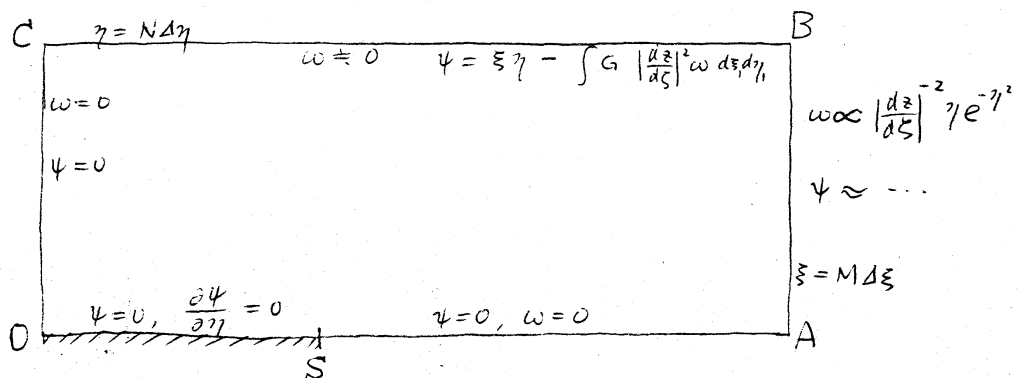 C η = NΔη B
ω ≒ 0 ψ = ξη − ∫ G |dz/dζ|² ω dξ₁dη₁
ω = 0
ω ∝ |dz/dζ|⁻² η e^{-η²}
ψ = 0
ψ ≈ ···
ξ = MΔξ
ψ = 0, ∂ψ/∂η = 0 ψ = 0, ω = 0
O A
S